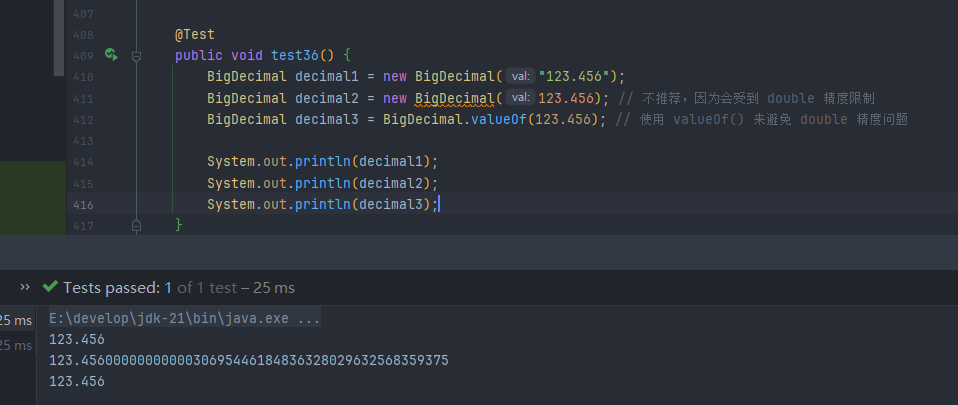 407
408 @Test
409 public void test36() {
410 BigDecimal decimal1 = new BigDecimal( val: "123.456");
411 BigDecimal decimal2 = new BigDecimal( val: 123.456); // 不推荐，因为会受到 double 精度限制
412 BigDecimal decimal3 = BigDecimal.valueOf(123.456); // 使用 valueOf() 来避免 double 精度问题
413
414 System.out.println(decimal1);
415 System.out.println(decimal2);
416 System.out.println(decimal3);
417 }
›› Tests passed: 1 of 1 test – 25 ms
25 ms E:\develop\jdk-21\bin\java.exe ...
25 ms 123.456
123.4560000000000030695446184836328029632568359375
123.456